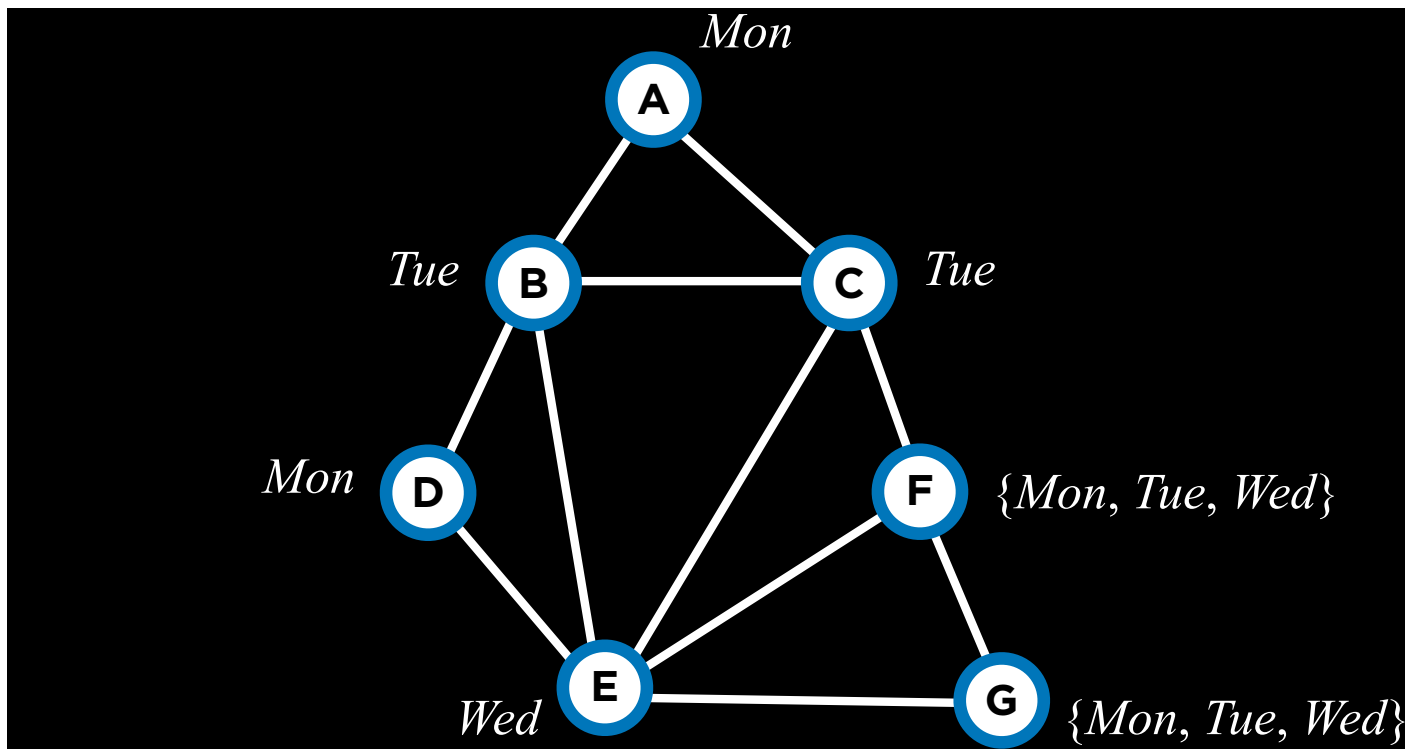 Mon
A
Tue
B
C
Tue
Mon
D
F
{Mon, Tue, Wed}
E
Wed
G
{Mon, Tue, Wed}